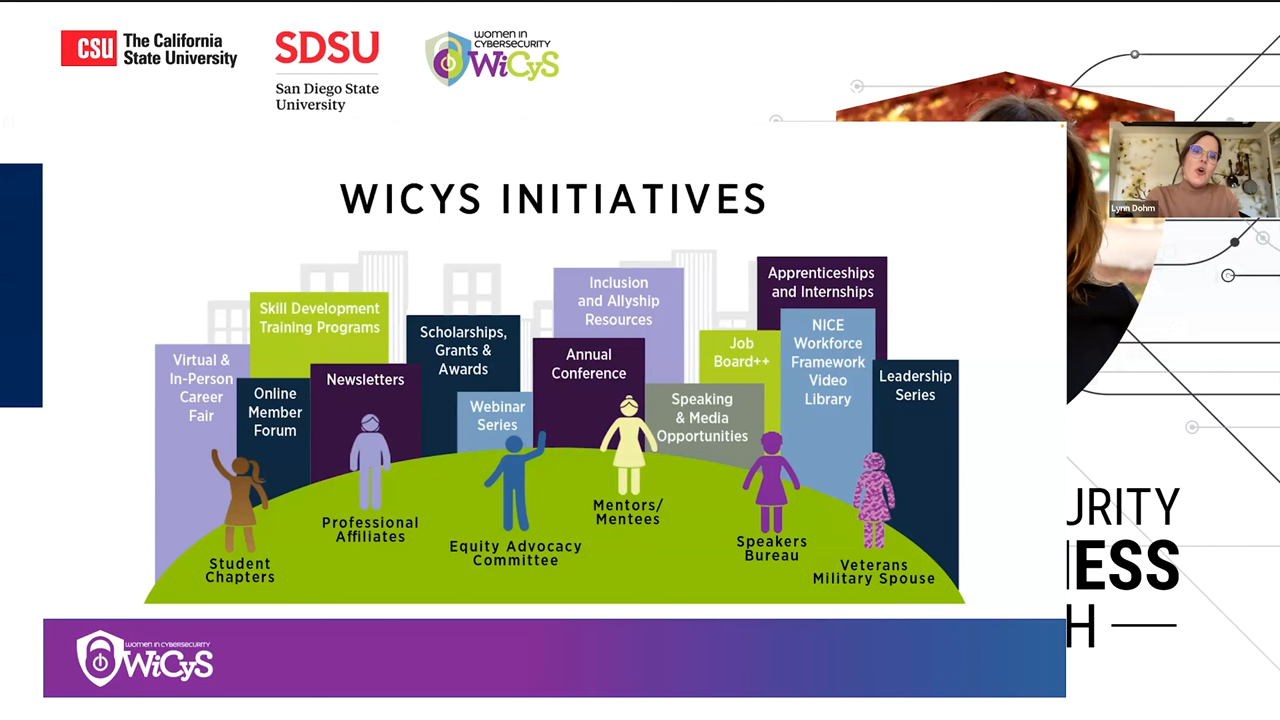 CSU The California
State University
SDSU
San Diego State
University
women in
cybersecurity
WiCyS
Lynn Dohm
WICYS INITIATIVES
Virtual &
In-Person
Career
Fair
Skill Development
Training Programs
Online
Member
Forum
Newsletters
Scholarships,
Grants &
Awards
Webinar
Series
Inclusion
and Allyship
Resources
Annual
Conference
Speaking
& Media
Opportunities
Job
Board++
Apprenticeships
and Internships
NICE
Workforce
Framework
Video
Library
Leadership
Series
Student
Chapters
Professional
Affiliates
Equity Advocacy
Committee
Mentors/
Mentees
Speakers
Bureau
Veterans
Military Spouse
URITY
ESS
H
women in cybersecurity
WiCyS